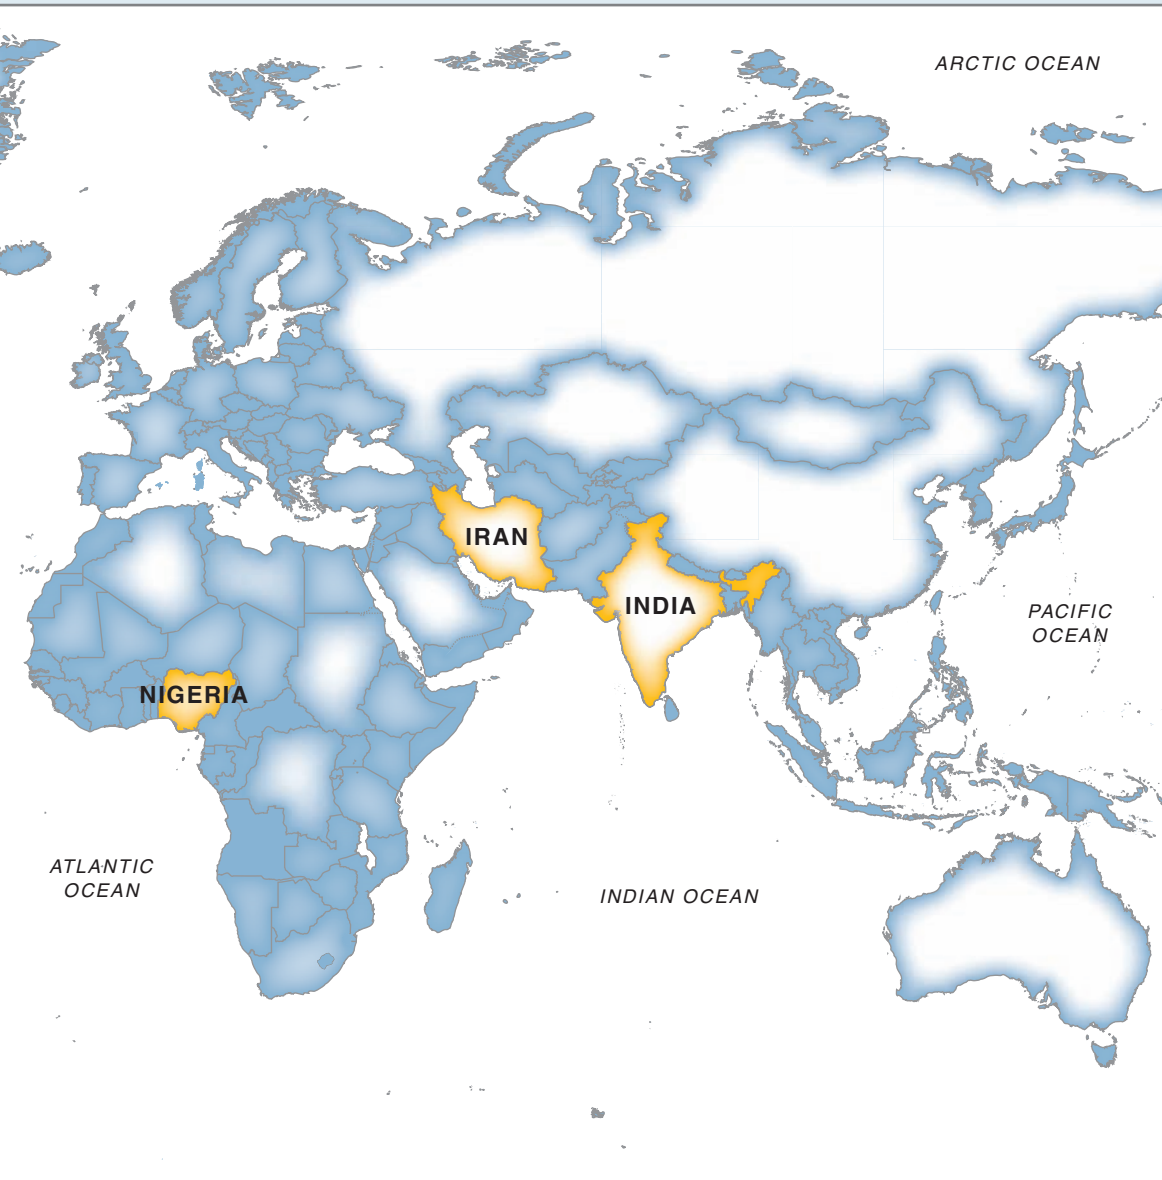 ARCTIC OCEAN
IRAN
INDIA
PACIFIC
OCEAN
NIGERIA
ATLANTIC
OCEAN
INDIAN OCEAN